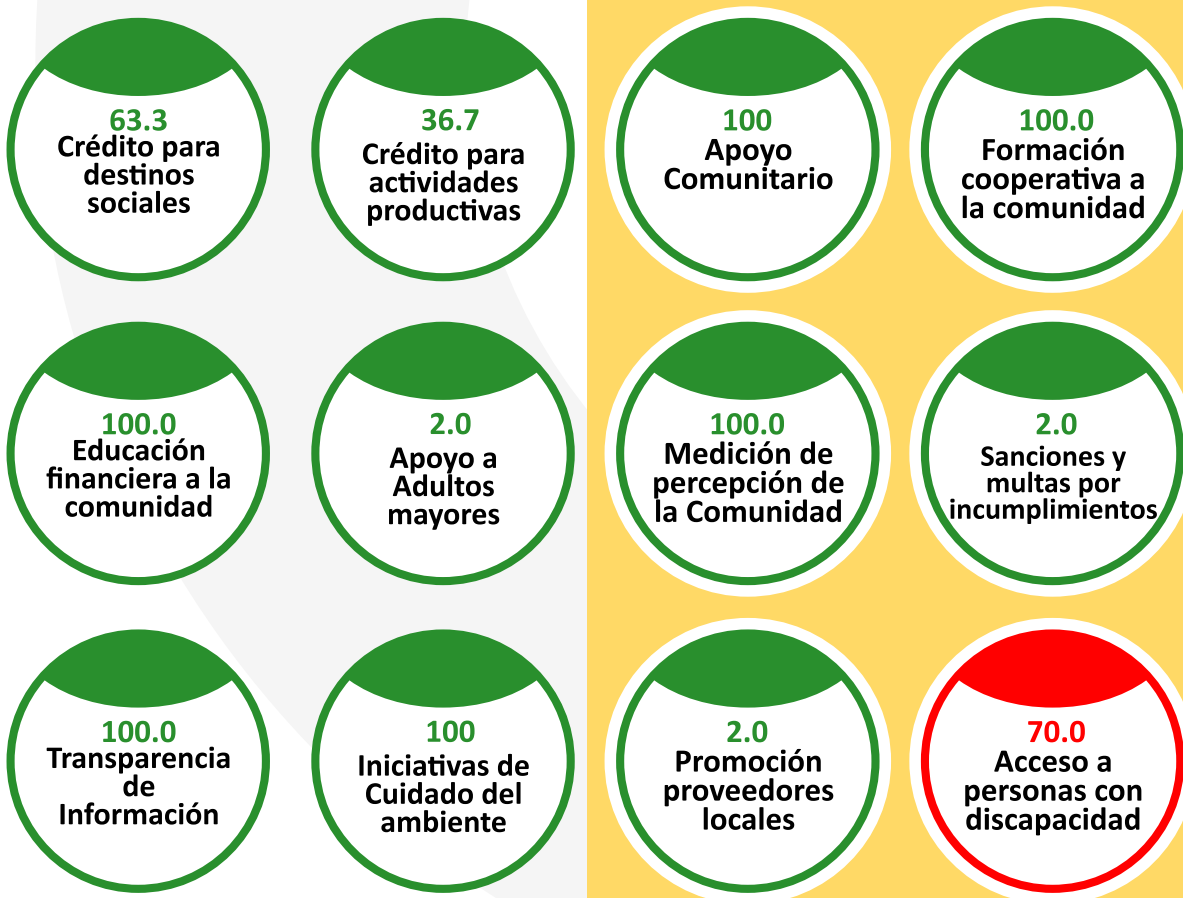 63.3
Crédito para
destinos
sociales
36.7
Crédito para
actividades
productivas
100
Apoyo
Comunitario
100.0
Formación
cooperativa a
la comunidad
100.0
Educación
financiera a la
comunidad
2.0
Apoyo a
Adultos
mayores
100.0
Medición de
percepción de
la Comunidad
2.0
Sanciones y
multas por
incumplimientos
100.0
Transparencia
de
Información
100
Iniciativas de
Cuidado del
ambiente
2.0
Promoción
proveedores
locales
70.0
Acceso a
personas con
discapacidad